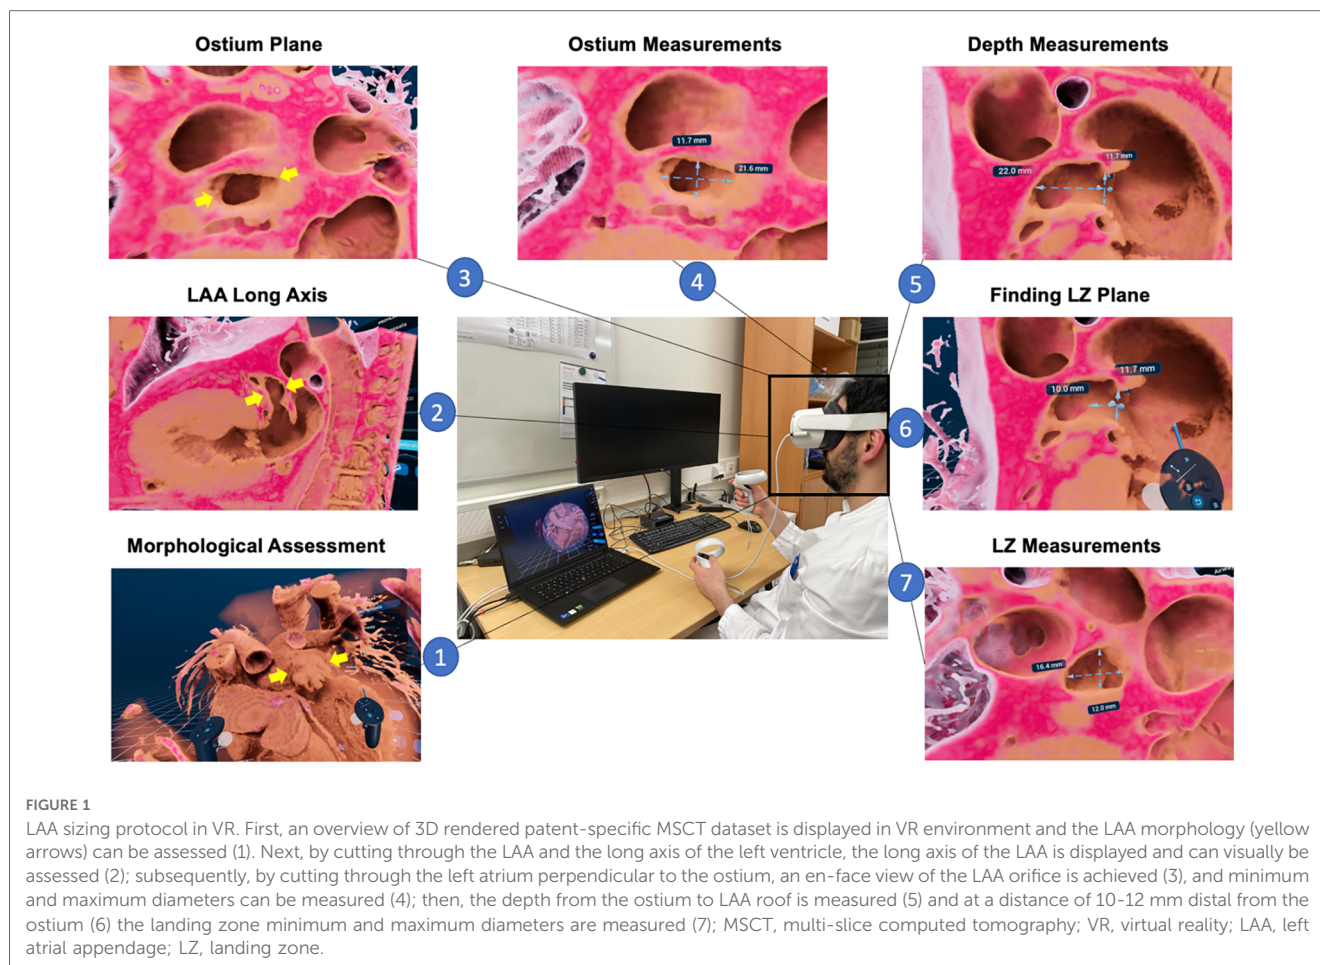 Ostium Plane
Ostium Measurements
Depth Measurements
11.7 mm
21.6 mm
11.7 mm
22.0 mm
3
4
5
LAA Long Axis
Finding LZ Plane
11.7 mm
10.0 mm
2
6
Morphological Assessment
LZ Measurements
7
1
16.4 mm
12.0 mm
FIGURE 1
LAA sizing protocol in VR. First, an overview of 3D rendered patent-specific MSCT dataset is displayed in VR environment and the LAA morphology (yellow
arrows) can be assessed (1). Next, by cutting through the LAA and the long axis of the left ventricle, the long axis of the LAA is displayed and can visually be
assessed (2); subsequently, by cutting through the left atrium perpendicular to the ostium, an en-face view of the LAA orifice is achieved (3), and minimum
and maximum diameters can be measured (4); then, the depth from the ostium to LAA roof is measured (5) and at a distance of 10-12 mm distal from the
ostium (6) the landing zone minimum and maximum diameters are measured (7); MSCT, multi-slice computed tomography; VR, virtual reality; LAA, left
atrial appendage; LZ, landing zone.